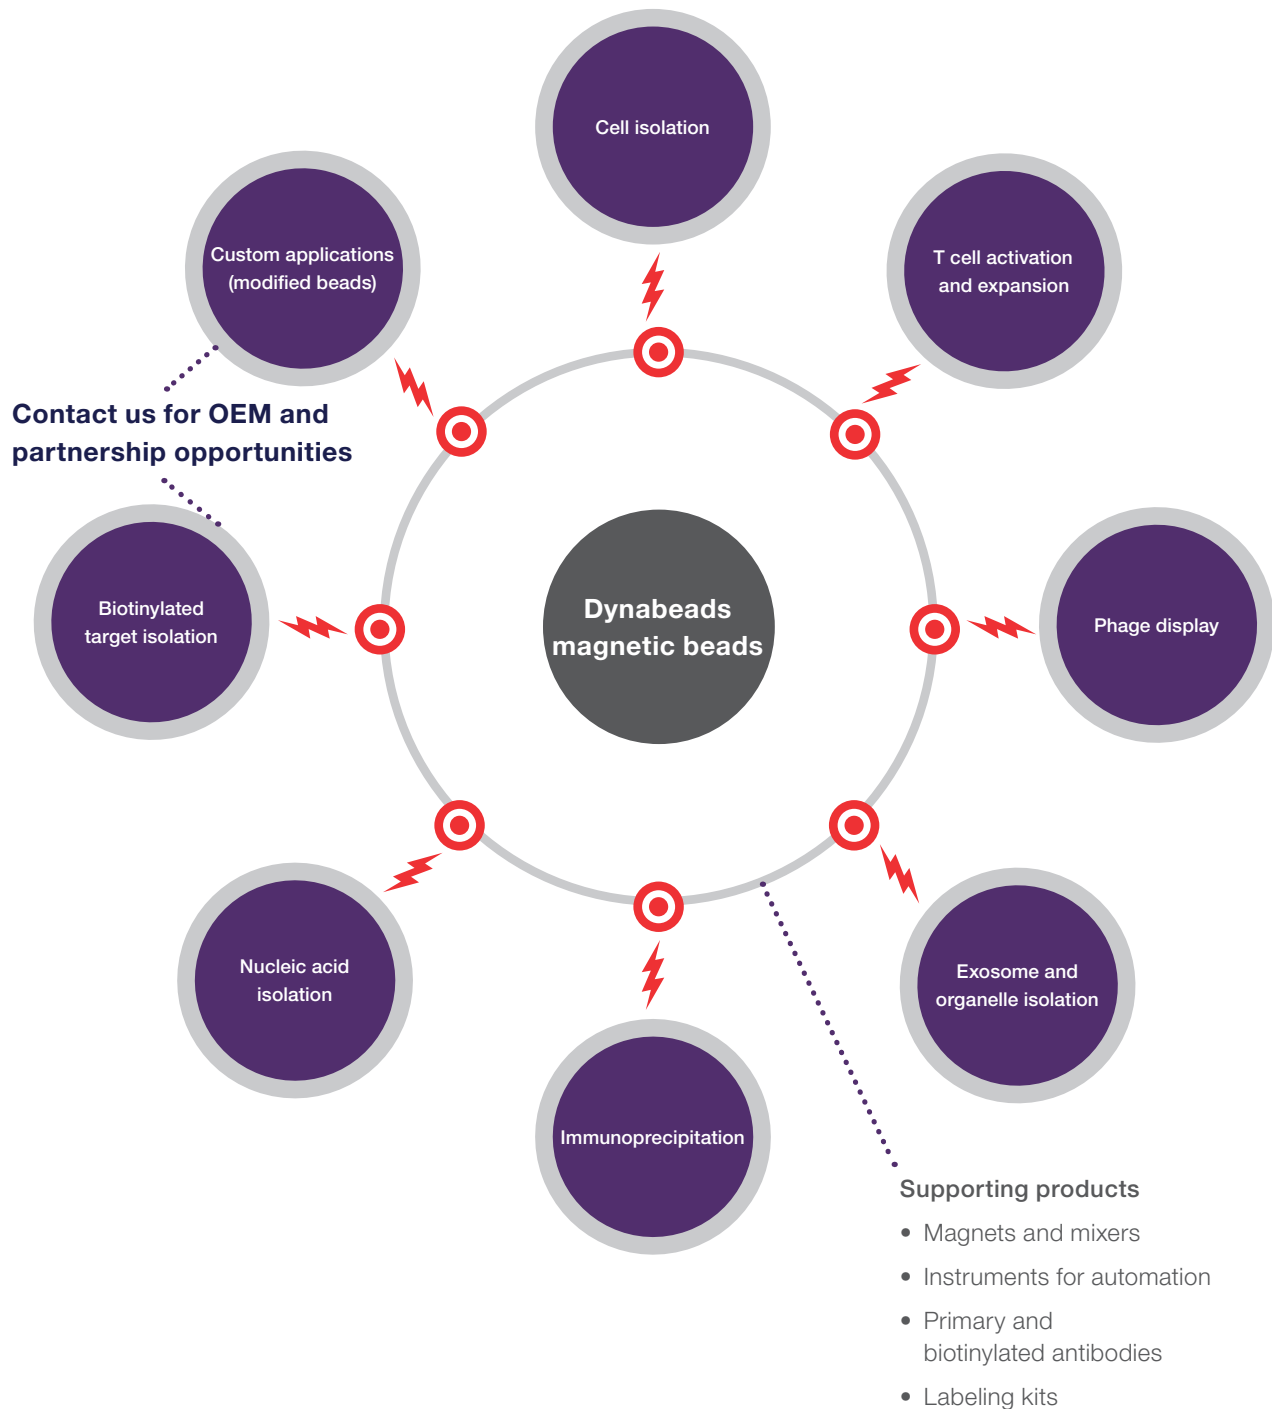 Cell isolation
Custom applications
(modified beads)
T cell activation
and expansion
Contact us for OEM and
partnership opportunities
Biotinylated
target isolation
Dynabeads
magnetic beads
Phage display
Nucleic acid
isolation
Exosome and
organelle isolation
Immunoprecipitation
Supporting products
• Magnets and mixers
• Instruments for automation
• Primary and
biotinylated antibodies
• Labeling kits